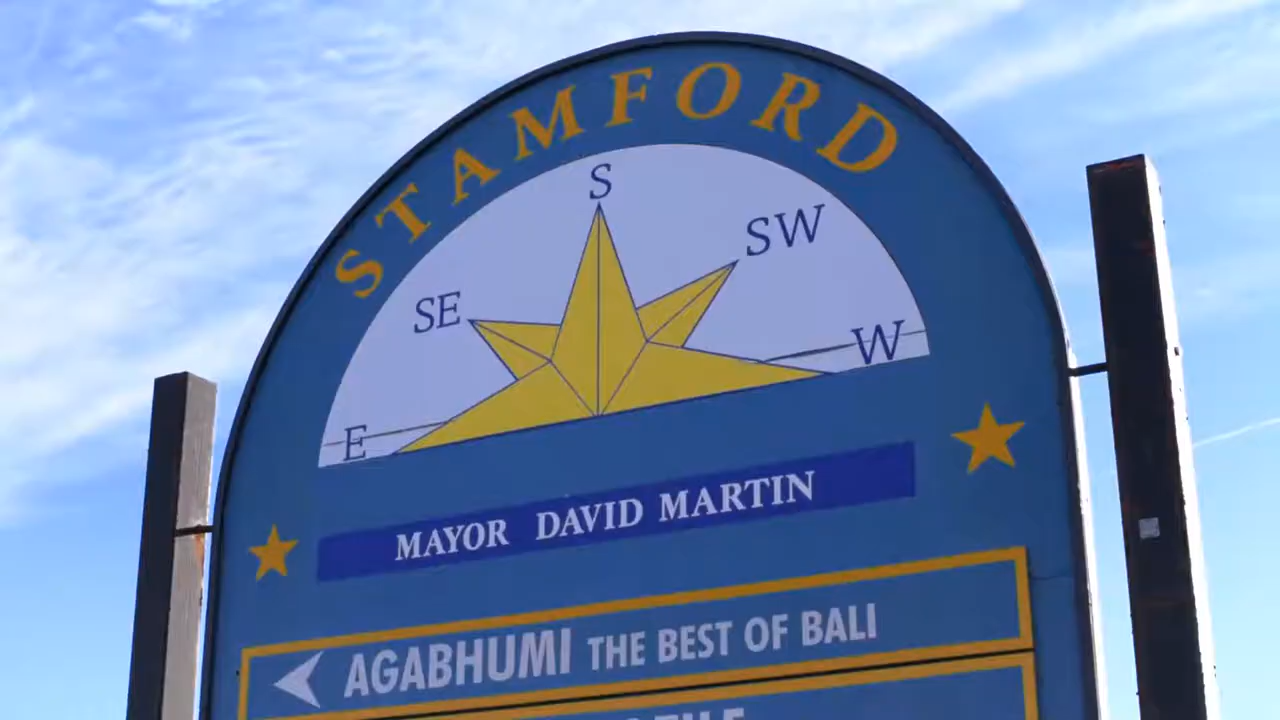 STAMFORD
S
SE
SW
E
W
MAYOR DAVID MARTIN
AGABHUMI THE BEST OF BALI